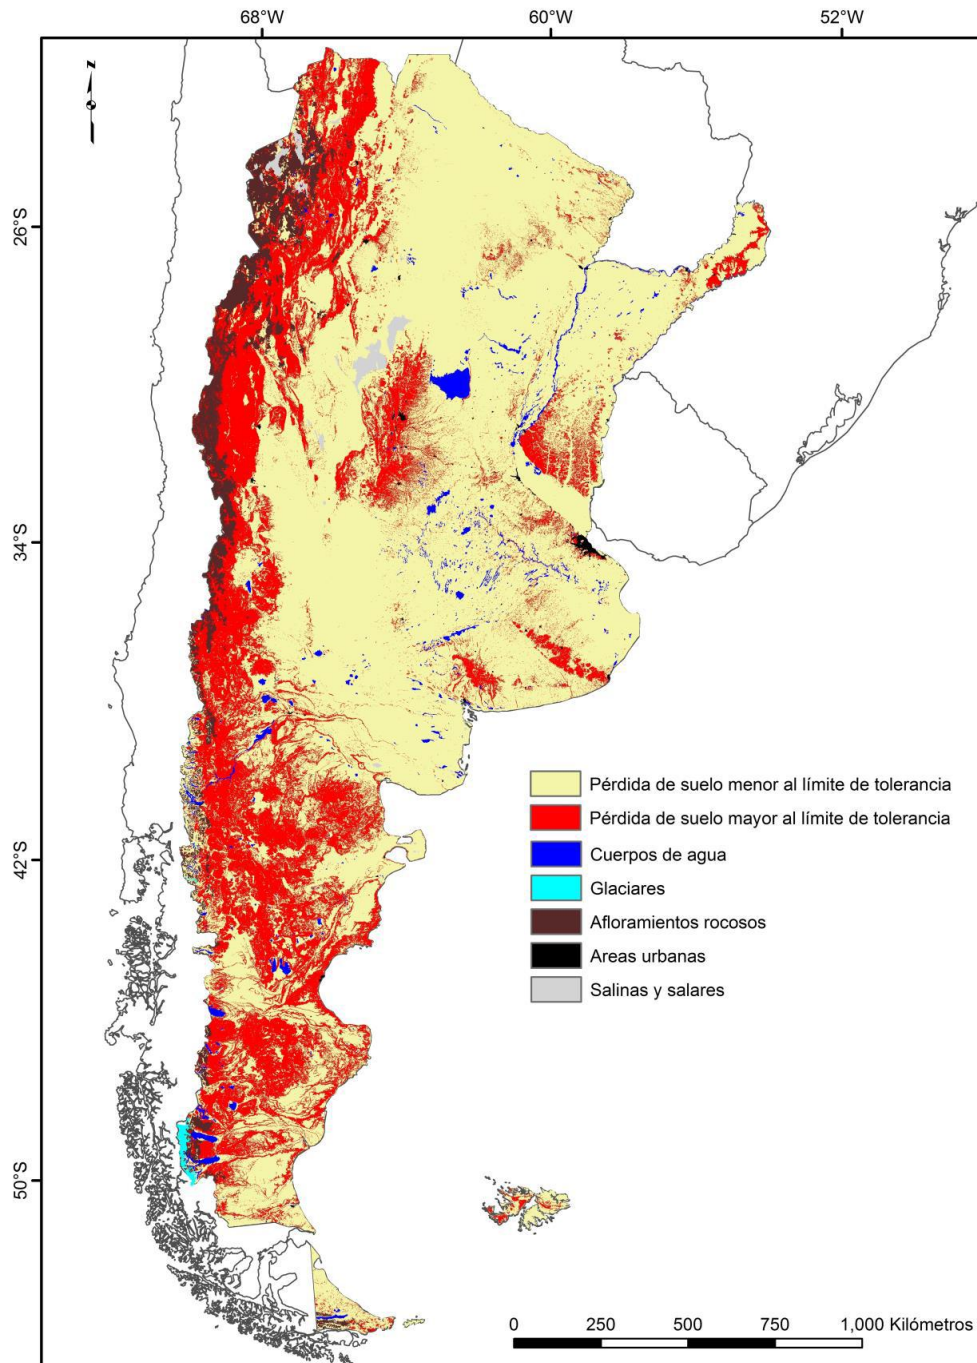 68°W 60°W 52°W
N
26°S
34°S
42°S
50°S
Pérdida de suelo menor al límite de tolerancia
Pérdida de suelo mayor al límite de tolerancia
Cuerpos de agua
Glaciares
Afloramientos rocosos
Areas urbanas
Salinas y salares
0 250 500 750 1,000 Kilómetros